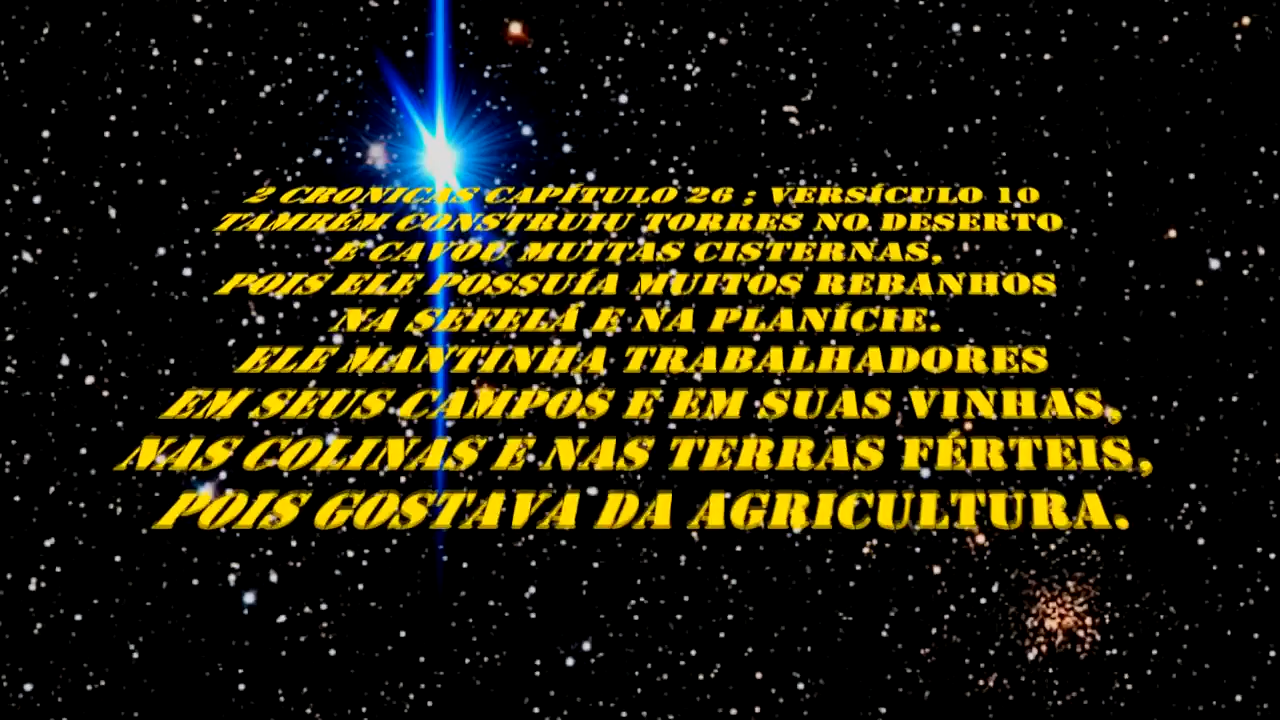 2 CRONICAS CAPÍTULO 26 ; VERSÍCULO 10
TAMBÉM CONSTRUIU TORRES NO DESERTO
E CAVOU MUITAS CISTERNAS,
POIS ELE POSSUÍA MUITOS REBANHOS
NA SEFELÁ E NA PLANÍCIE.
ELE MANTINHA TRABALHADORES
EM SEUS CAMPOS E EM SUAS VINHAS,
NAS COLINAS E NAS TERRAS FÉRTEIS,
POIS GOSTAVA DA AGRICULTURA.